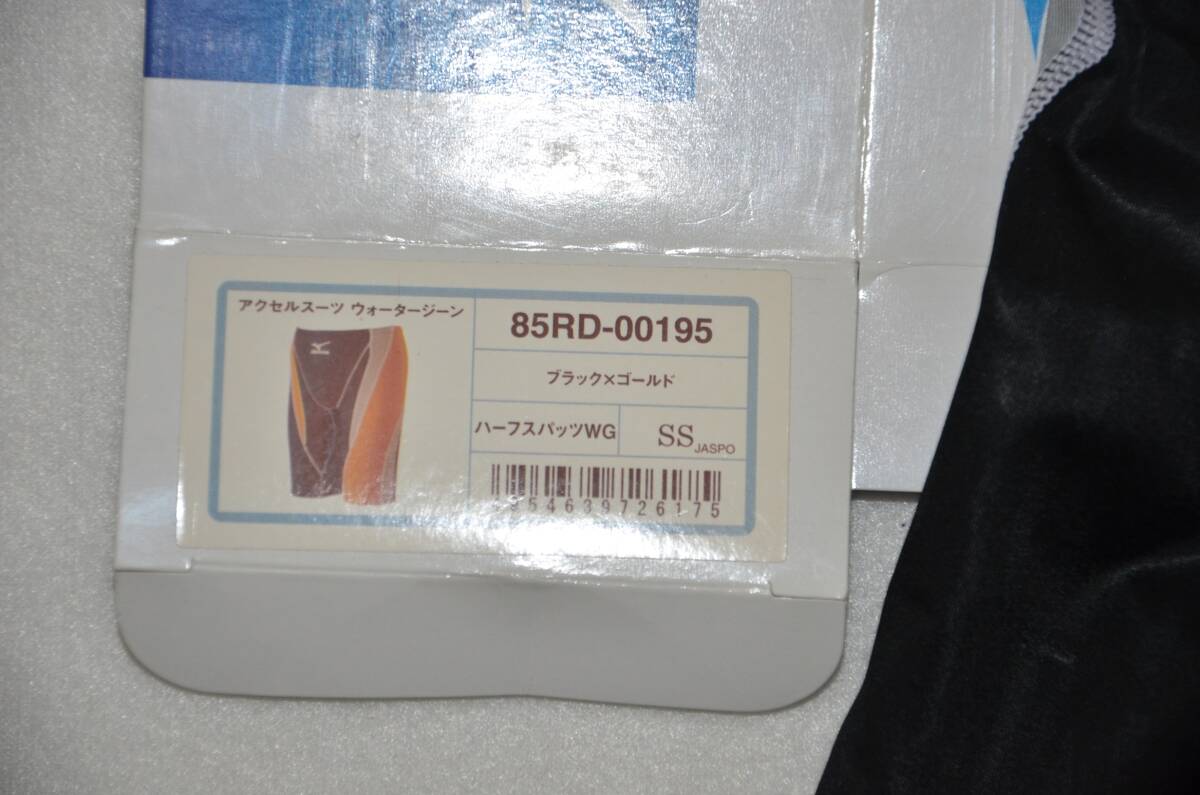 アクセルスーツ ウォータージーン
85RD-00195
ブラック×ゴールド
ハーフスパッツWG
SS JASPO